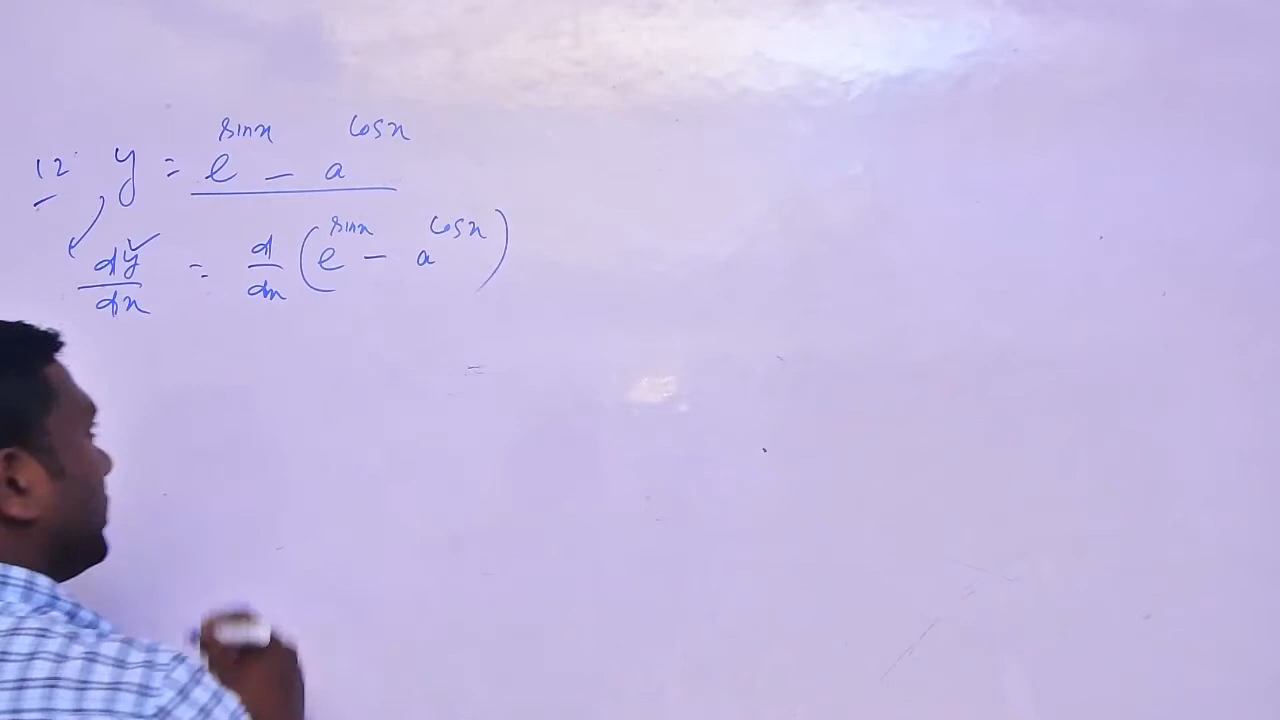 12. y = e^{sinx} - a^{cosx}
dy/dx = d/dx (e^{sinx} - a^{cosx})
=